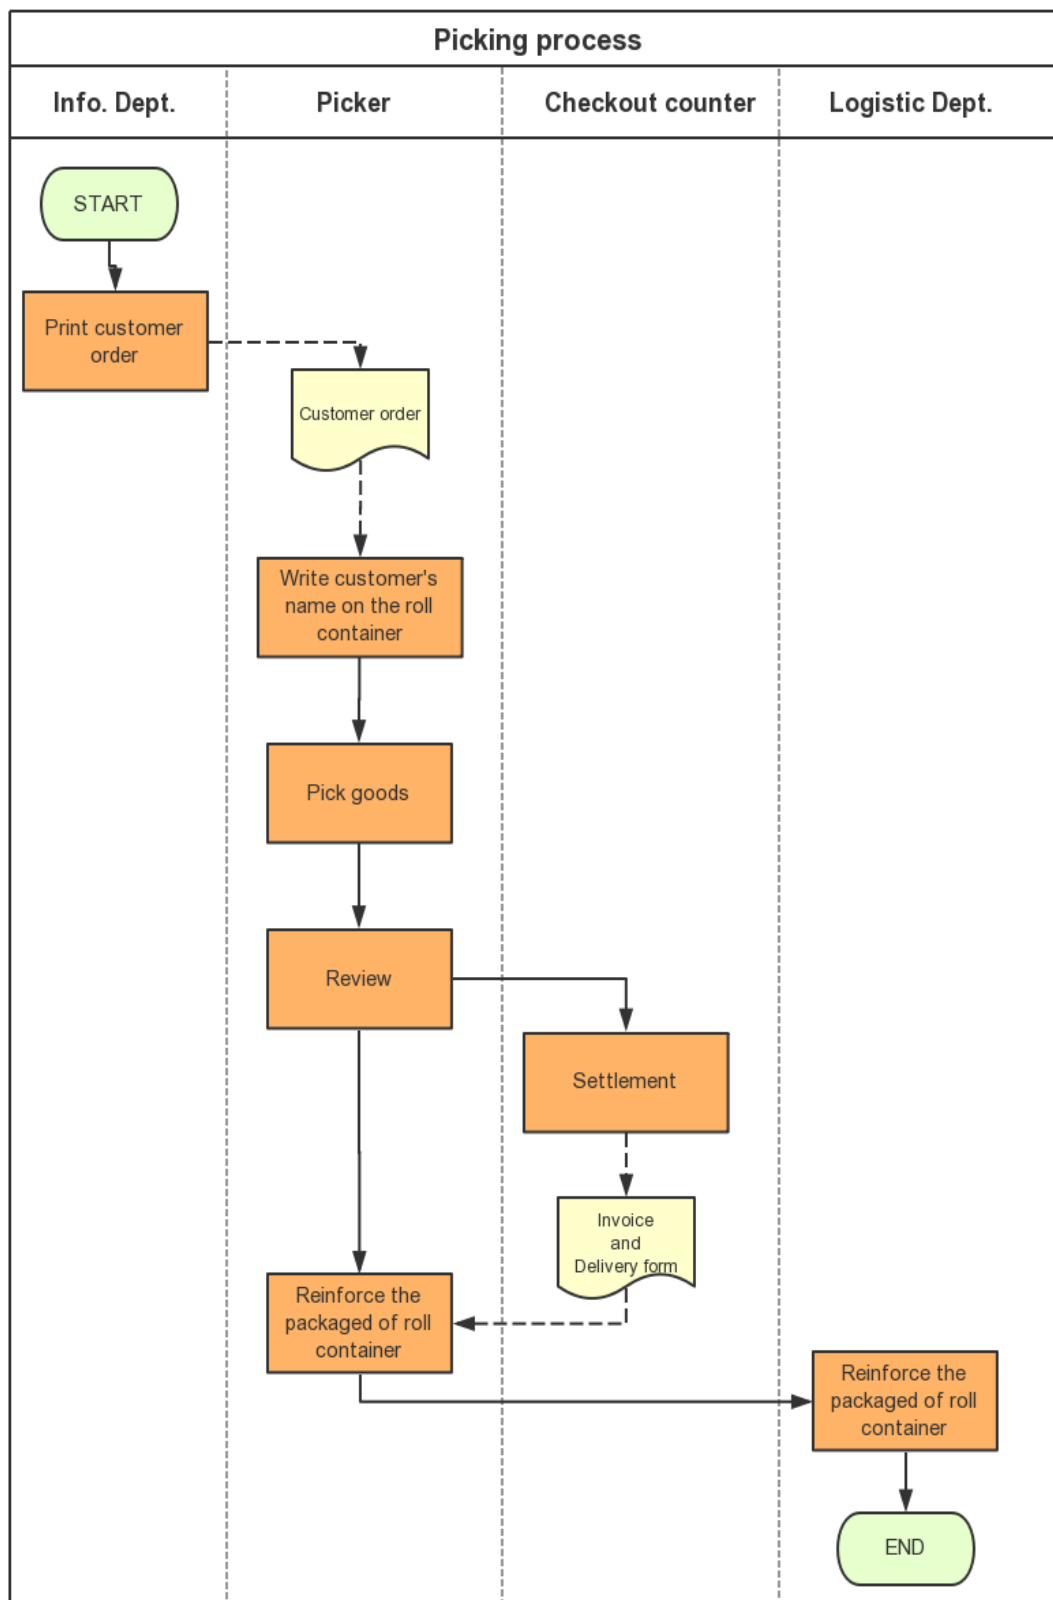 Picking process
Info. Dept.
Picker
Checkout counter
Logistic Dept.
START
Print customer
order
Customer order
Write customer's
name on the roll
container
Pick goods
Review
Settlement
Invoice
and
Delivery form
Reinforce the
packaged of roll
container
Reinforce the
packaged of roll
container
END